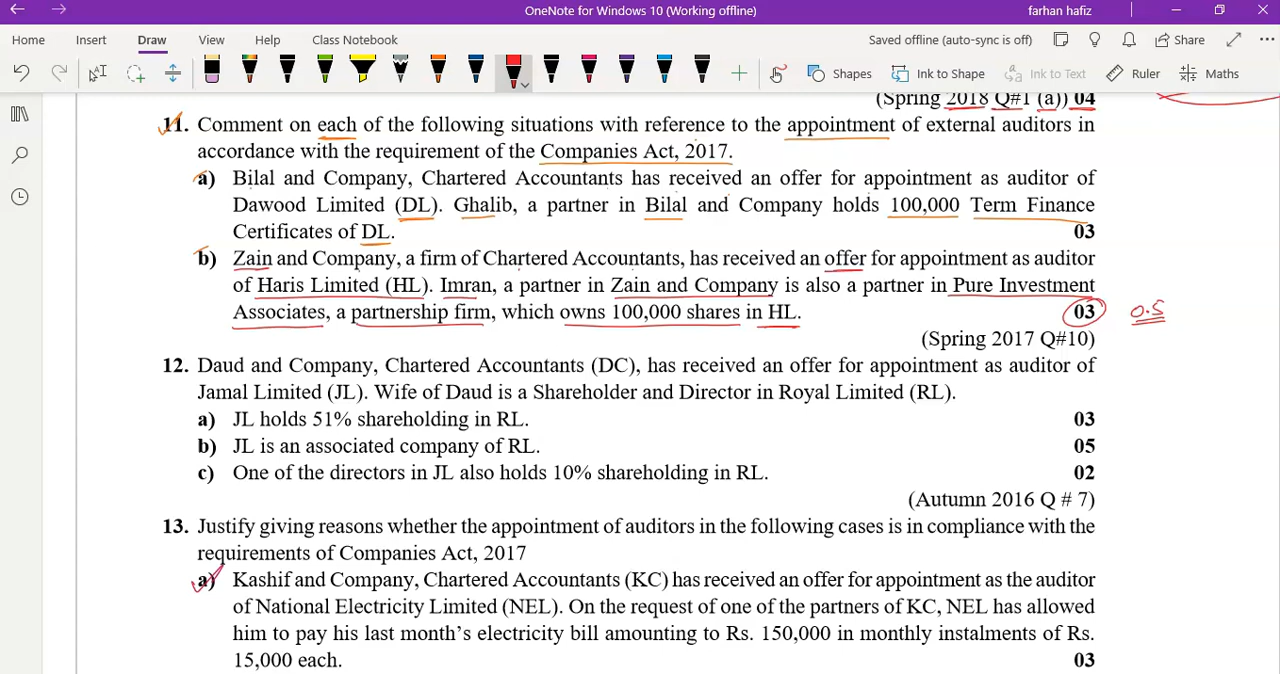 OneNote for Windows 10 (Working offline)
farhan hafiz
Home Insert Draw View Help Class Notebook
Saved offline (auto-sync is off)
Share
Shapes
Ink to Shape
Ink to Text
Ruler
Maths
(Spring 2018 Q#1 (a)) 04
11. Comment on each of the following situations with reference to the appointment of external auditors in
accordance with the requirement of the Companies Act, 2017.
a) Bilal and Company, Chartered Accountants has received an offer for appointment as auditor of
Dawood Limited (DL). Ghalib, a partner in Bilal and Company holds 100,000 Term Finance
Certificates of DL. 03
b) Zain and Company, a firm of Chartered Accountants, has received an offer for appointment as auditor
of Haris Limited (HL). Imran, a partner in Zain and Company is also a partner in Pure Investment
Associates, a partnership firm, which owns 100,000 shares in HL. 03 0.5
(Spring 2017 Q#10)
12. Daud and Company, Chartered Accountants (DC), has received an offer for appointment as auditor of
Jamal Limited (JL). Wife of Daud is a Shareholder and Director in Royal Limited (RL).
a) JL holds 51% shareholding in RL. 03
b) JL is an associated company of RL. 05
c) One of the directors in JL also holds 10% shareholding in RL. 02
(Autumn 2016 Q # 7)
13. Justify giving reasons whether the appointment of auditors in the following cases is in compliance with the
requirements of Companies Act, 2017
a) Kashif and Company, Chartered Accountants (KC) has received an offer for appointment as the auditor
of National Electricity Limited (NEL). On the request of one of the partners of KC, NEL has allowed
him to pay his last month's electricity bill amounting to Rs. 150,000 in monthly instalments of Rs.
15,000 each. 03